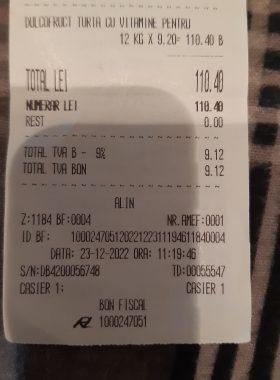 DULCOFRUCT TURTA CU VITAMINE PENTRU
12 KG X 9.20= 110.40 B
TOTAL LEI 110.40
NUMERAR LEI 110.40
REST 0.00
TOTAL TVA B - 9% 9.12
TOTAL TVA BON 9.12
ALIN
Z:1184 BF:0004 NR.AMEF:0001
ID BF: 10002470512022122311194611840004
DATA: 23-12-2022 ORA: 11:19:46
S/N:DB4200056748 TD:00055547
CASIER 1: CASIER 1
BON FISCAL
1000247051